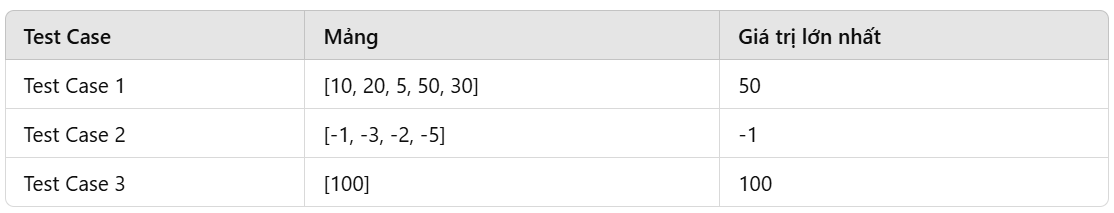 Test Case Mảng Giá trị lớn nhất
Test Case 1 [10, 20, 5, 50, 30] 50
Test Case 2 [-1, -3, -2, -5] -1
Test Case 3 [100] 100